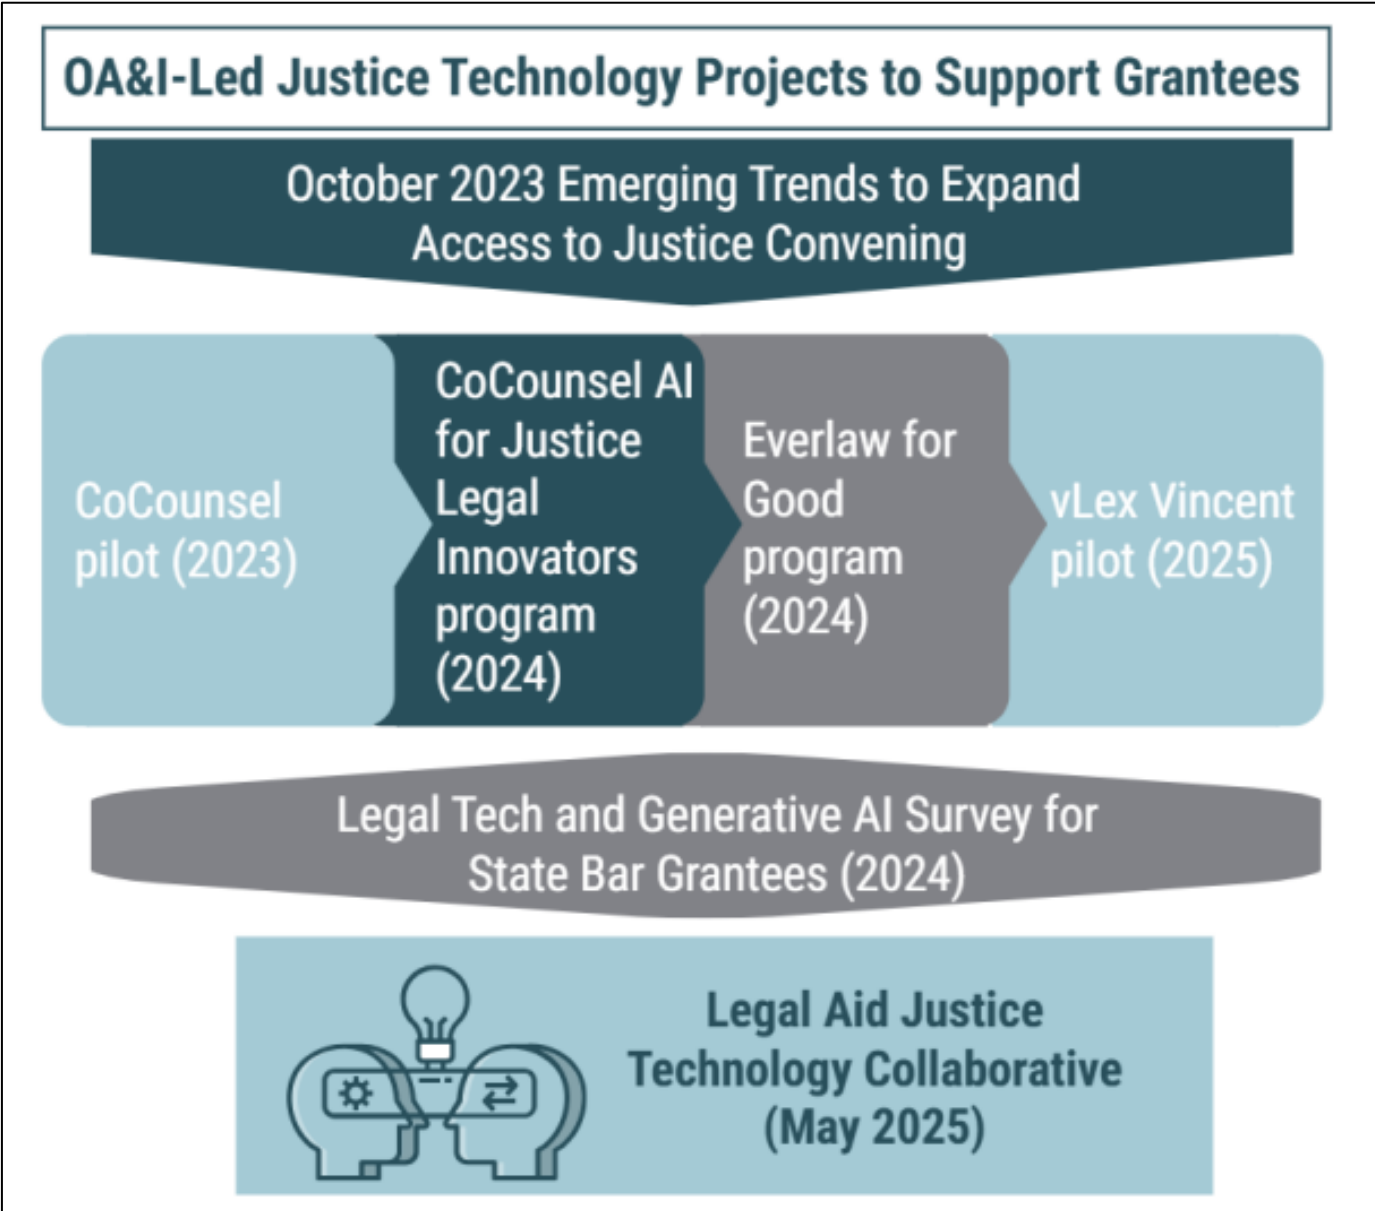 OA&I-Led Justice Technology Projects to Support Grantees
October 2023 Emerging Trends to Expand
Access to Justice Convening
CoCounsel
pilot (2023)
CoCounsel AI
for Justice
Legal
Innovators
program
(2024)
Everlaw for
Good
program
(2024)
vLex Vincent
pilot (2025)
Legal Tech and Generative AI Survey for
State Bar Grantees (2024)
Legal Aid Justice
Technology Collaborative
(May 2025)